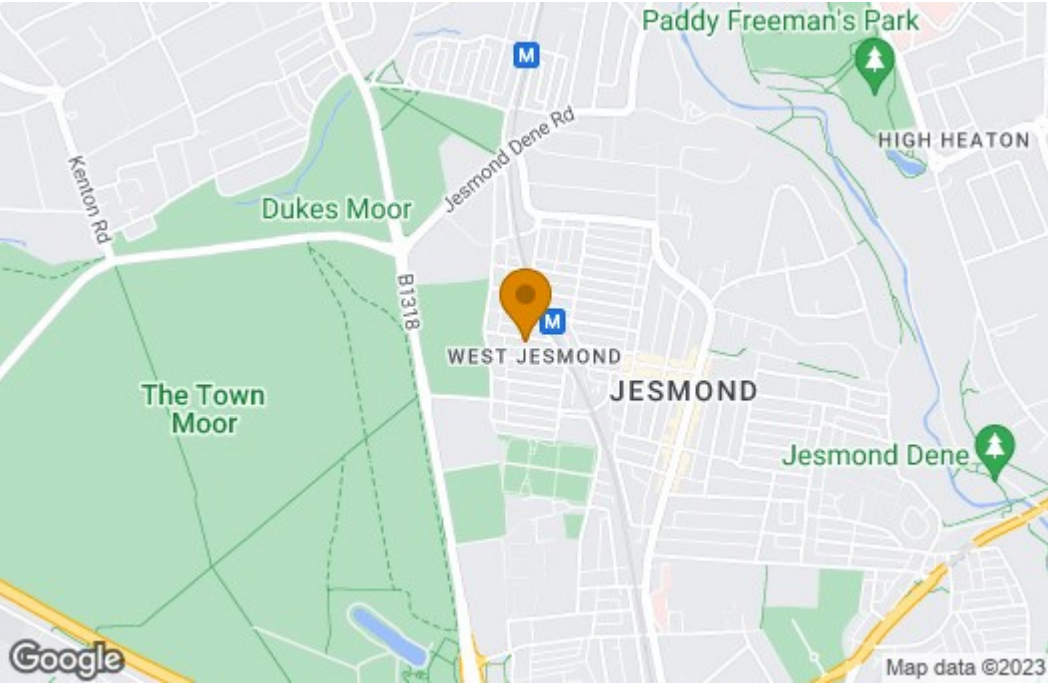 Paddy Freeman's Park
M
HIGH HEATON
Jesmond Dene Rd
Kenton Rd
Dukes Moor
B1318
M
WEST JESMOND
The Town
Moor
JESMOND
Jesmond Dene
Google
Map data ©2023